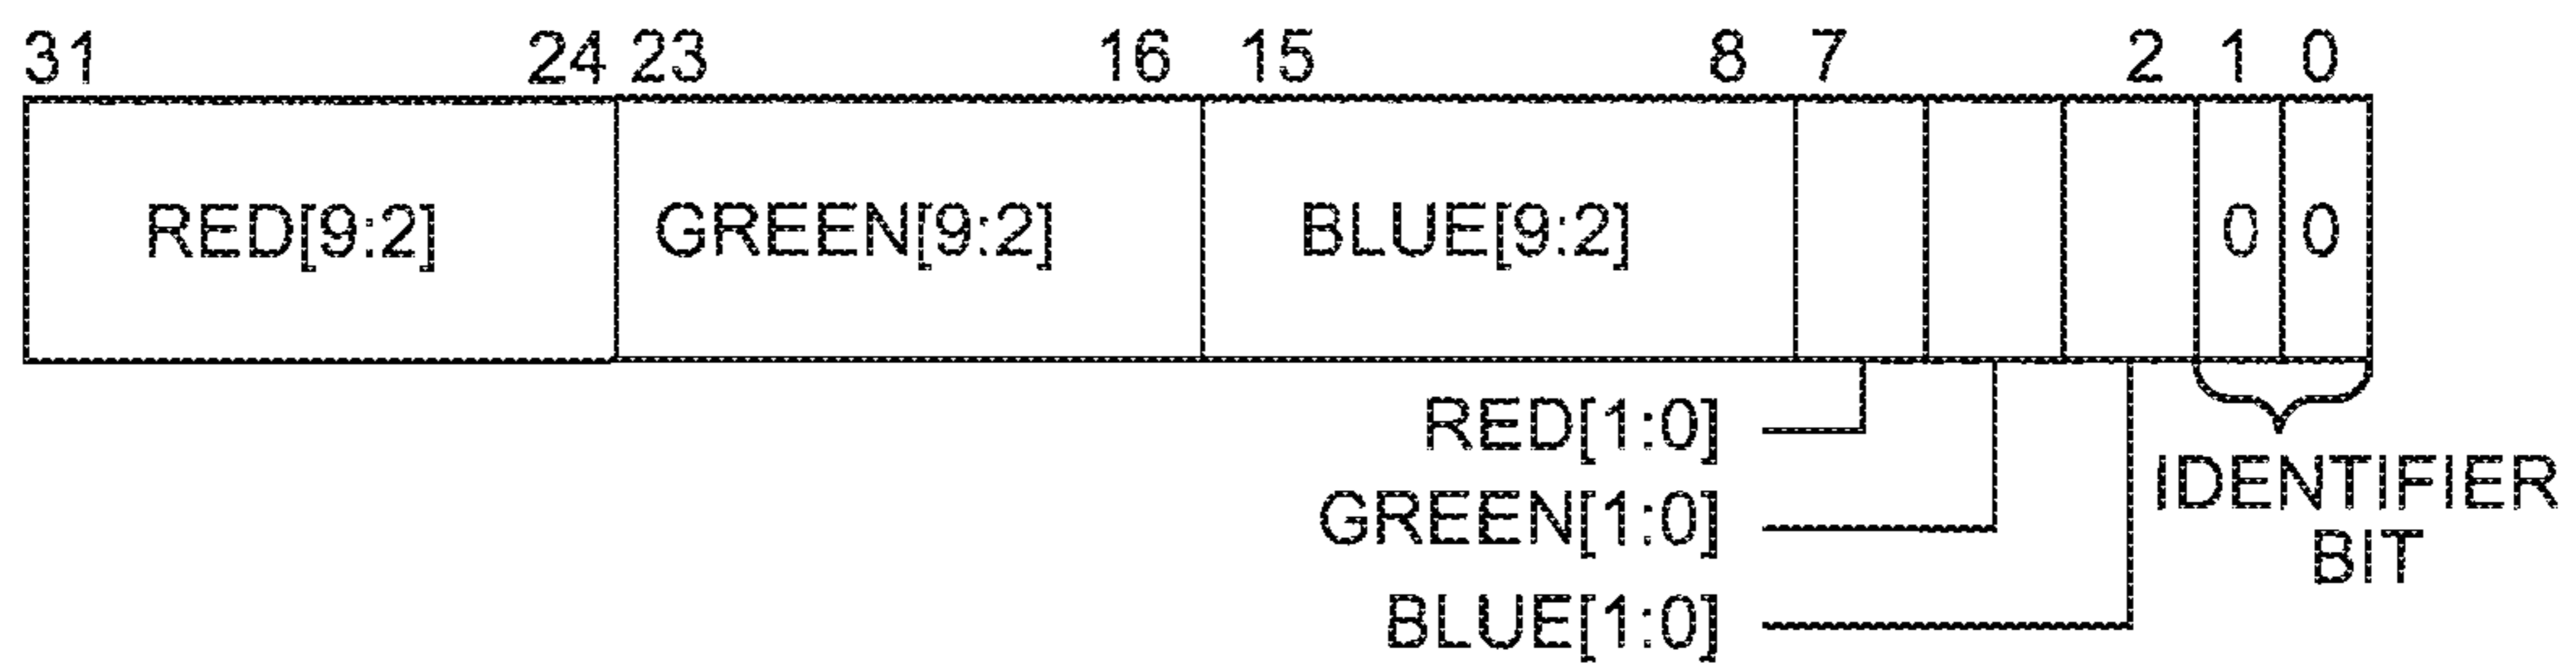 31 24 23 16 15 8 7 2 1 0
RED[9:2] GREEN[9:2] BLUE[9:2] 0 0
RED[1:0]
GREEN[1:0]
BLUE[1:0]
IDENTIFIER
BIT